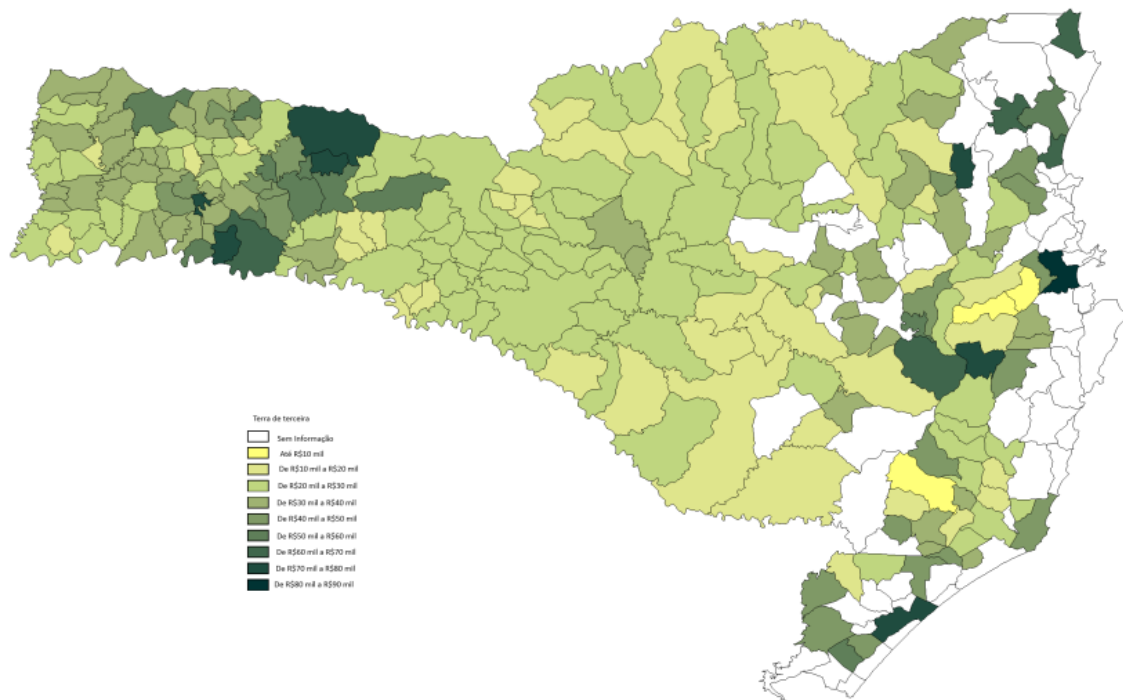 Terra de terceira
Sem Informação
Até R$10 mil
De R$10 mil a R$20 mil
De R$20 mil a R$30 mil
De R$30 mil a R$40 mil
De R$40 mil a R$50 mil
De R$50 mil a R$60 mil
De R$60 mil a R$70 mil
De R$70 mil a R$80 mil
De R$80 mil a R$90 mil